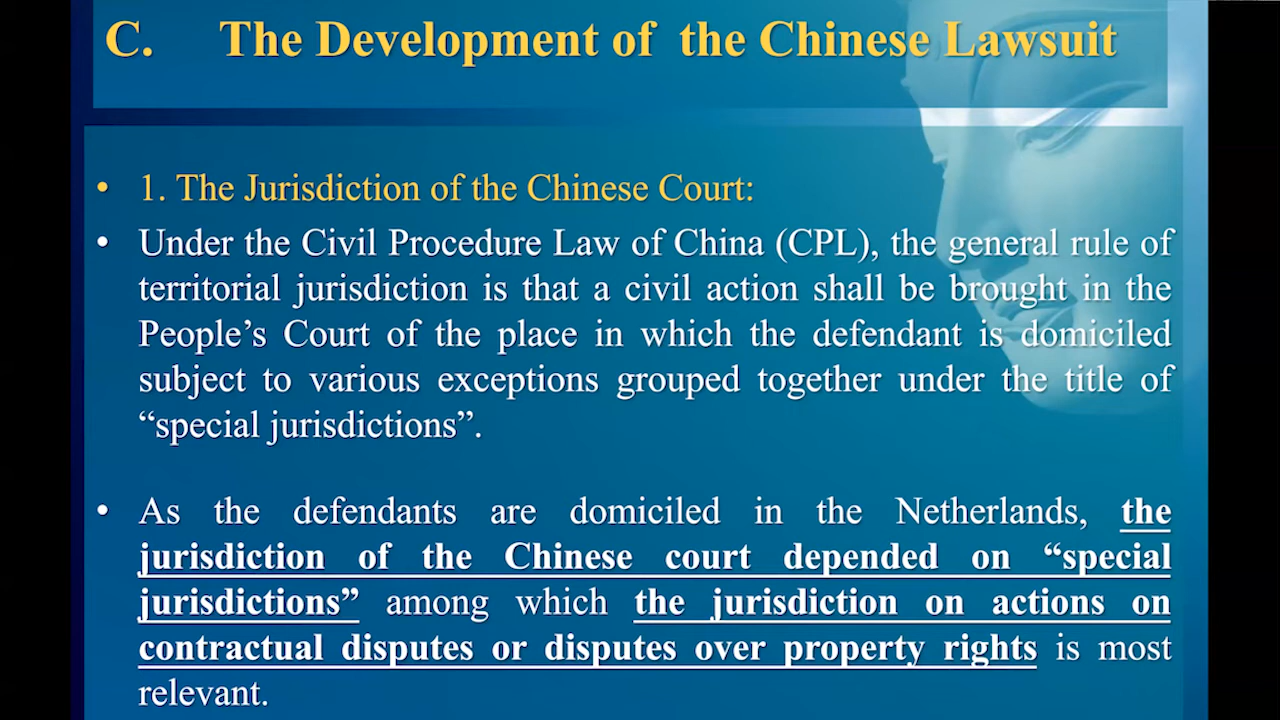 C. The Development of the Chinese Lawsuit
• 1. The Jurisdiction of the Chinese Court:
• Under the Civil Procedure Law of China (CPL), the general rule of
territorial jurisdiction is that a civil action shall be brought in the
People’s Court of the place in which the defendant is domiciled
subject to various exceptions grouped together under the title of
“special jurisdictions”.
• As the defendants are domiciled in the Netherlands, the
jurisdiction of the Chinese court depended on “special
jurisdictions” among which the jurisdiction on actions on
contractual disputes or disputes over property rights is most
relevant.